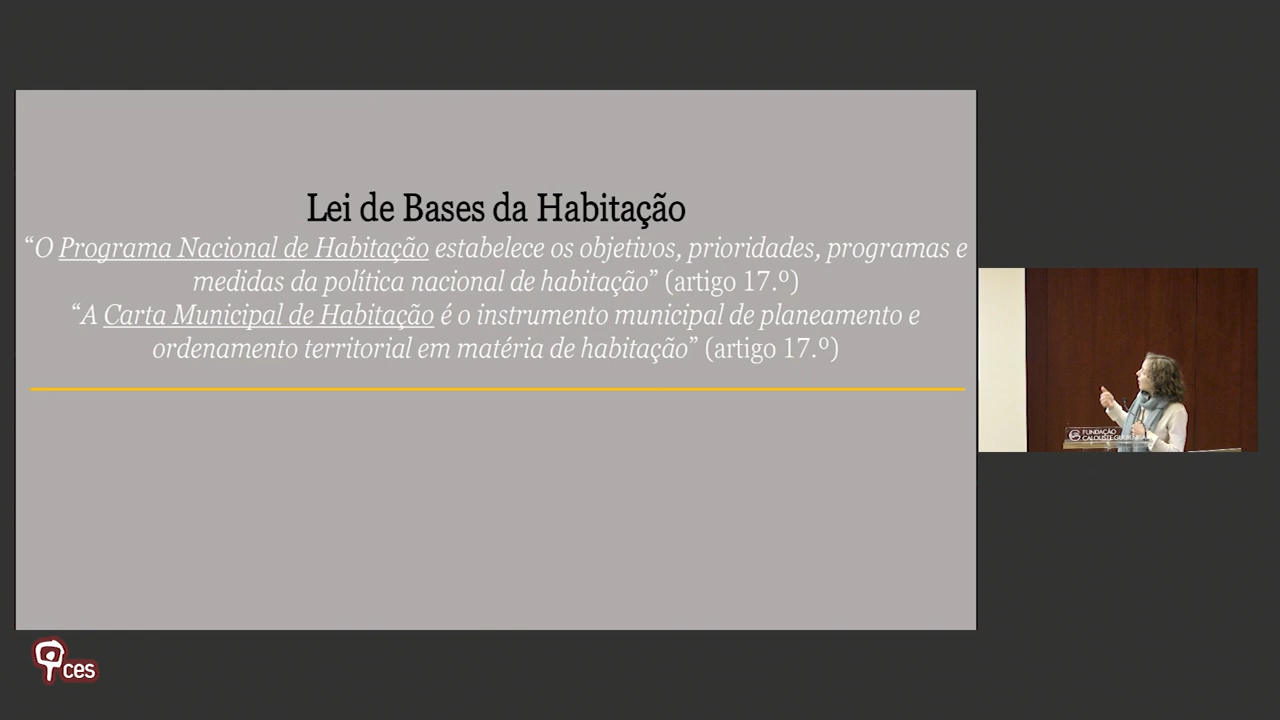 Lei de Bases da Habitação
“O Programa Nacional de Habitação estabelece os objetivos, prioridades, programas e
medidas da política nacional de habitação” (artigo 17.º)
“A Carta Municipal de Habitação é o instrumento municipal de planeamento e
ordenamento territorial em matéria de habitação” (artigo 17.º)
FUNDAÇÃO
CALOUSTE
ces